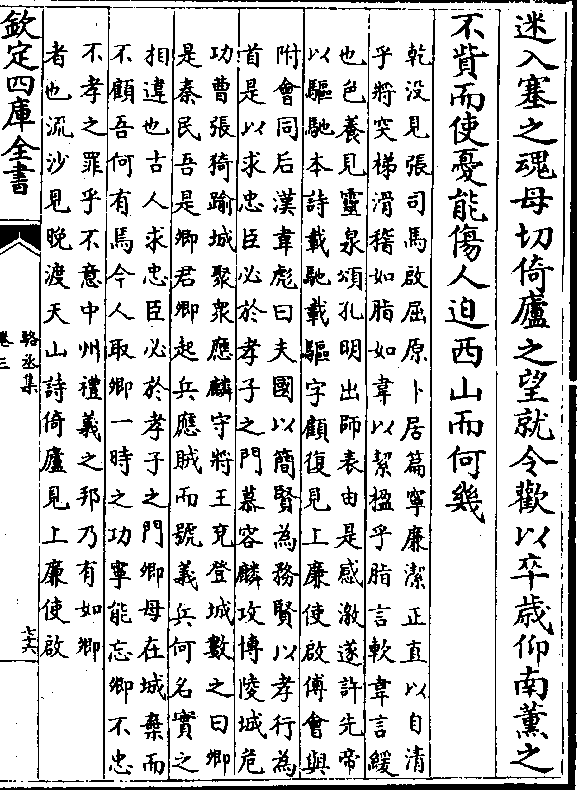 迷入塞之魂母切倚廬之望就令歡以卒歳仰南薫之
不貲而使憂能傷人迫西山而何幾
乾没見張司馬啟屈原卜居篇寧廉潔正直以自清
乎將突梯滑稽如脂如韋以絜楹乎脂言軟韋言緩
也色養見靈泉頌孔明出師表由是感激遂許先帝
以驅馳本詩載馳載驅字顧復見上廉使啟傅會與
附會同后漢韋彪曰夫國以簡賢為務賢以孝行為
首是以求忠臣必於孝子之門慕容麟攻博陵城危
功曹張猗踰城聚衆應麟守將王兗登城數之曰卿
是秦民吾是卿君卿起兵應賊而號義兵何名實之
相違也古人求忠臣必於孝子之門卿母在城棄而
不顧吾何有焉今人取卿一時之功寧能忘卿不忠
不孝之罪乎不意中州禮義之邦乃有如卿
者也流沙見晚渡天山詩倚廬見上廉使啟
欽定四庫全書
駱丞集
卷三
七六